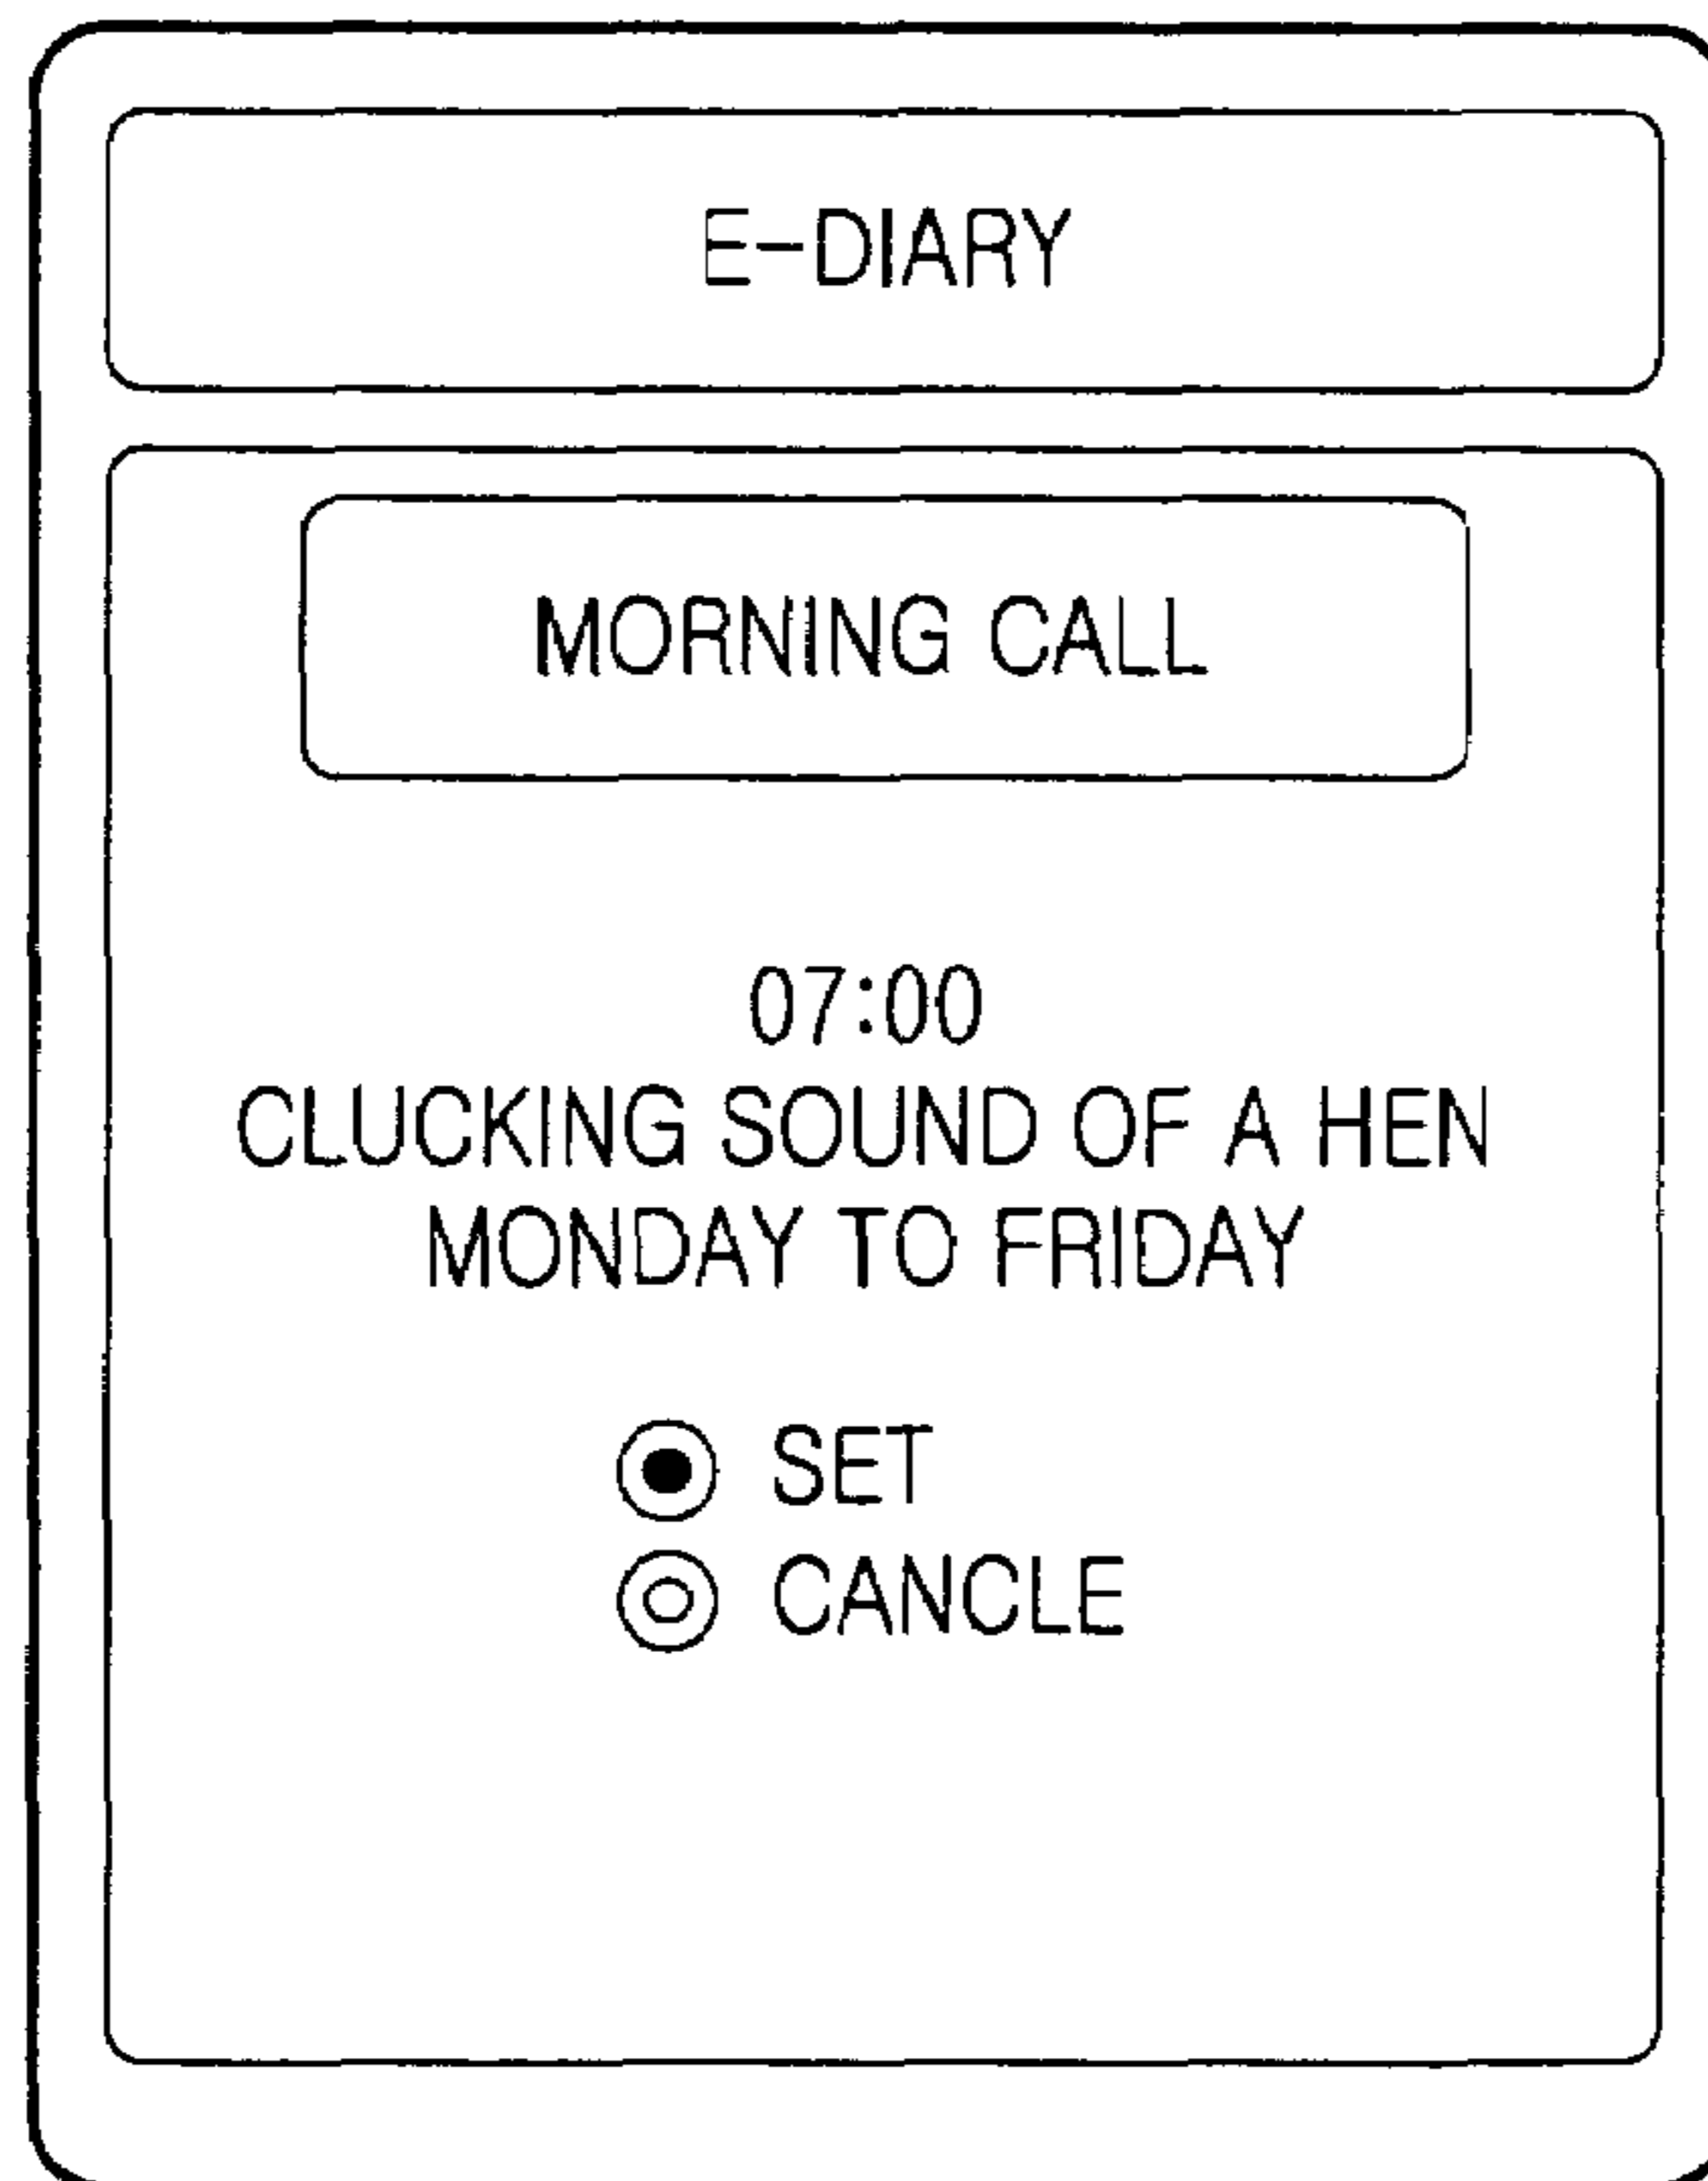 E-DIARY
MORNING CALL
07:00
CLUCKING SOUND OF A HEN
MONDAY TO FRIDAY
SET
CANCLE